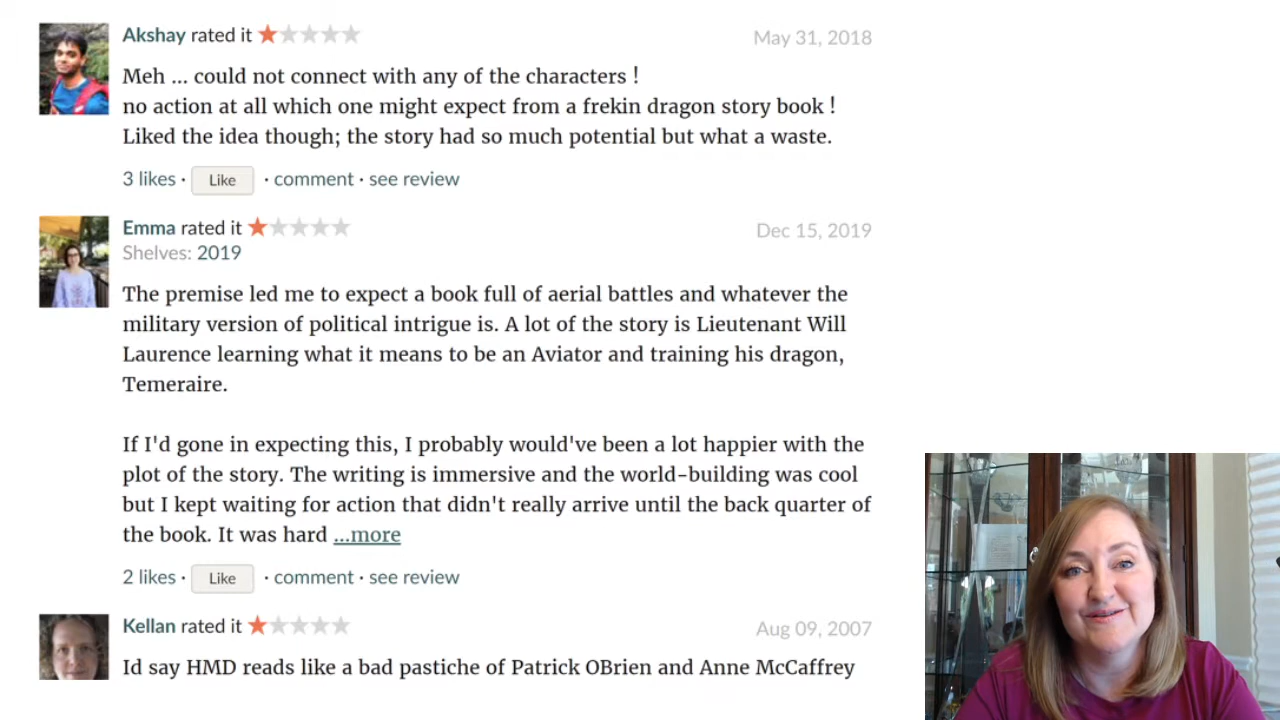 Akshay rated it
May 31, 2018
Meh ... could not connect with any of the characters !
no action at all which one might expect from a frekin dragon story book !
Liked the idea though; the story had so much potential but what a waste.
3 likes · Like · comment · see review
Emma rated it
Dec 15, 2019
Shelves: 2019
The premise led me to expect a book full of aerial battles and whatever the
military version of political intrigue is. A lot of the story is Lieutenant Will
Laurence learning what it means to be an Aviator and training his dragon,
Temeraire.
If I'd gone in expecting this, I probably would've been a lot happier with the
plot of the story. The writing is immersive and the world-building was cool
but I kept waiting for action that didn't really arrive until the back quarter of
the book. It was hard ...more
2 likes · Like · comment · see review
Kellan rated it
Aug 09, 2007
Id say HMD reads like a bad pastiche of Patrick OBrien and Anne McCaffrey